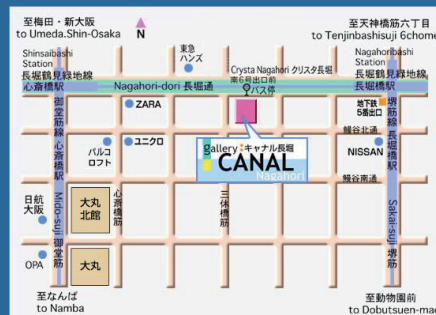 至梅田・新大阪
to Umeda.Shin-Osaka
N
至天神橋筋六丁目
to Tenjinbashisuji 6chome
Shinsaibashi
Station
長堀鶴見緑地線
心斎橋駅
東急
ハンズ
Crysta Nagahori クリスタ長堀
南6号出口前
バス停
Nagahoribashi
Station
長堀鶴見緑地線
長堀橋駅
Nagahori-dori 長堀通
ZARA
地下鉄
5番出口
御堂筋線 心斎橋駅
堺筋線 長堀橋駅
パルコ
ロフト
ユニクロ
gallery キャナル長堀
CANAL
Nagahori
鰻谷北通
NISSAN
鰻谷南通
日航
大阪
大丸
北館
心斎橋筋
三休橋筋
Mido-suji 御堂筋
Sakai-suji 堺筋
OPA
大丸
至なんば
to Namba
至動物園前
to Dobutsuen-mae